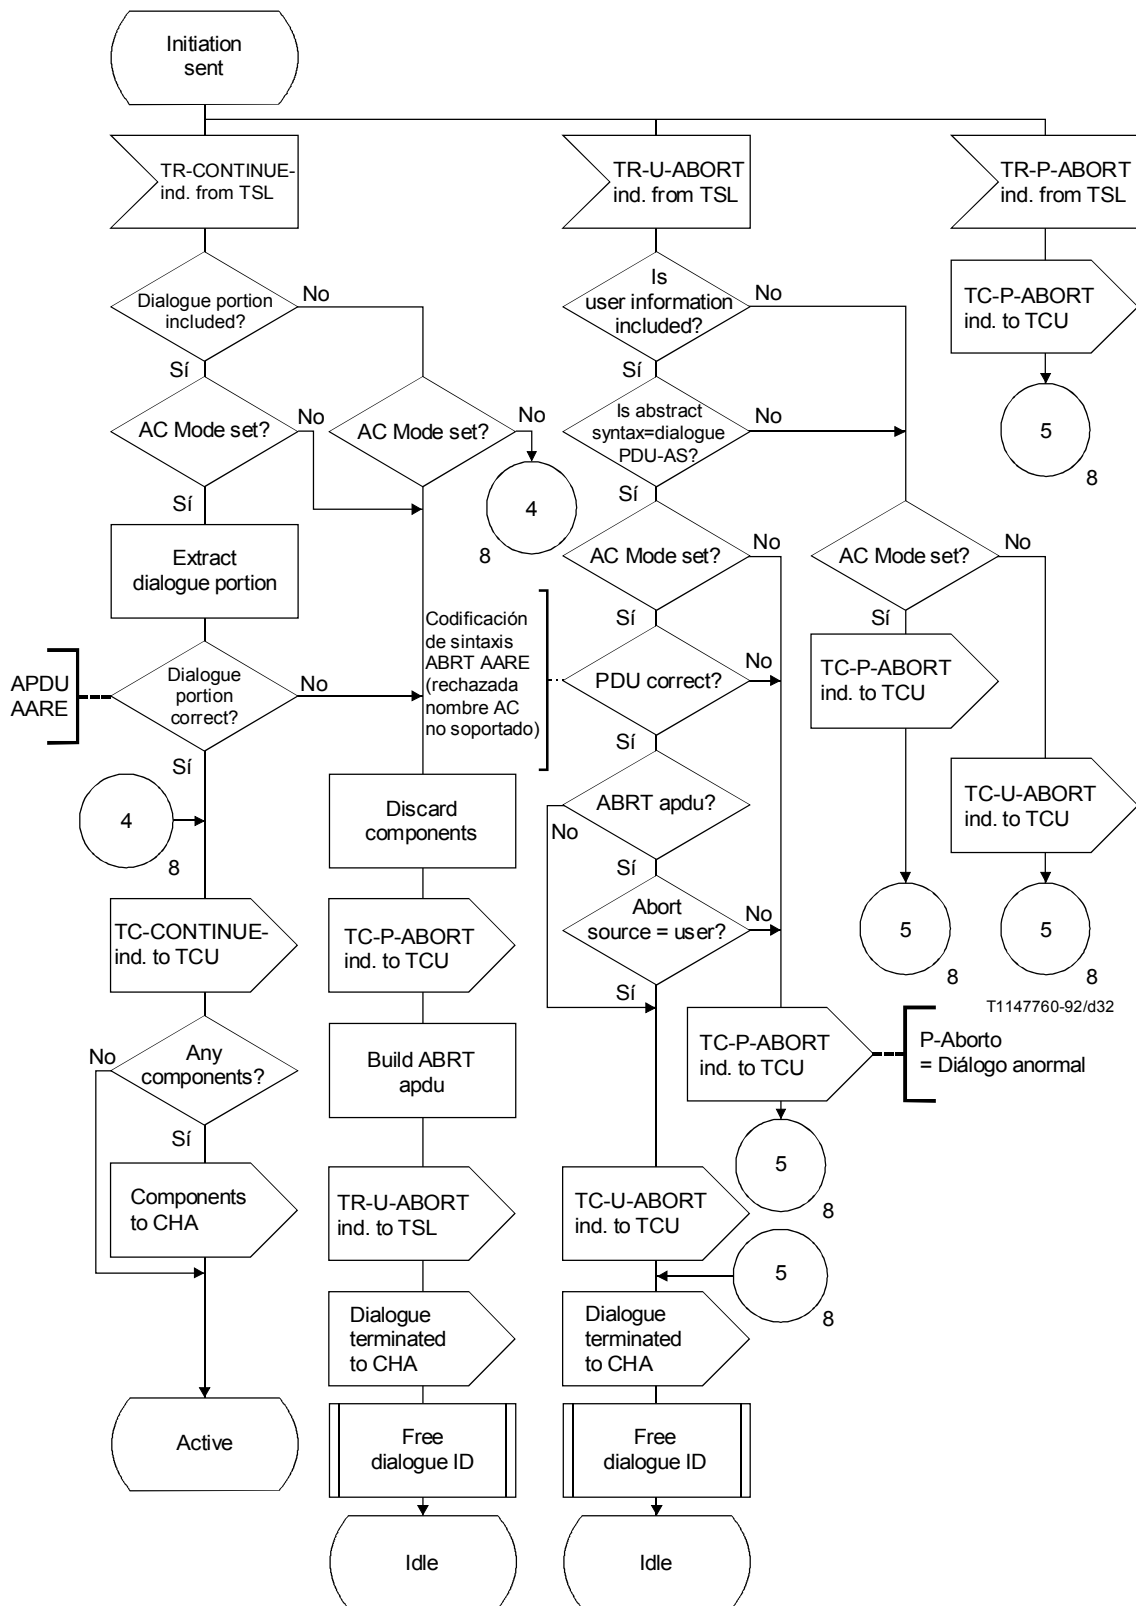 Initiation
sent
TR-CONTINUE-
ind. from TSL
TR-U-ABORT
ind. from TSL
TR-P-ABORT
ind. from TSL
Dialogue portion
included?
No
Sí
Is
user information
included?
No
Sí
TC-P-ABORT
ind. to TCU
5
8
AC Mode set?
No
Sí
AC Mode set?
No
4
8
Is abstract
syntax=dialogue
PDU-AS?
No
Sí
Extract
dialogue portion
AC Mode set?
No
Sí
AC Mode set?
No
Sí
APDU
AARE
Dialogue
portion
correct?
No
Sí
Codificación
de sintaxis
ABRT AARE
(rechazada
nombre AC
no soportado)
PDU correct?
No
Sí
TC-P-ABORT
ind. to TCU
4
8
Discard
components
ABRT apdu?
No
Sí
TC-U-ABORT
ind. to TCU
TC-CONTINUE-
ind. to TCU
TC-P-ABORT
ind. to TCU
Abort
source = user?
No
Sí
5
8
5
8
T1147760-92/d32
Any
components?
No
Sí
Build ABRT
apdu
TC-P-ABORT
ind. to TCU
P-Aborto
= Diálogo anormal
5
8
Components
to CHA
TR-U-ABORT
ind. to TSL
TC-U-ABORT
ind. to TCU
5
8
Dialogue
terminated
to CHA
Dialogue
terminated
to CHA
Active
Free
dialogue ID
Free
dialogue ID
Idle
Idle